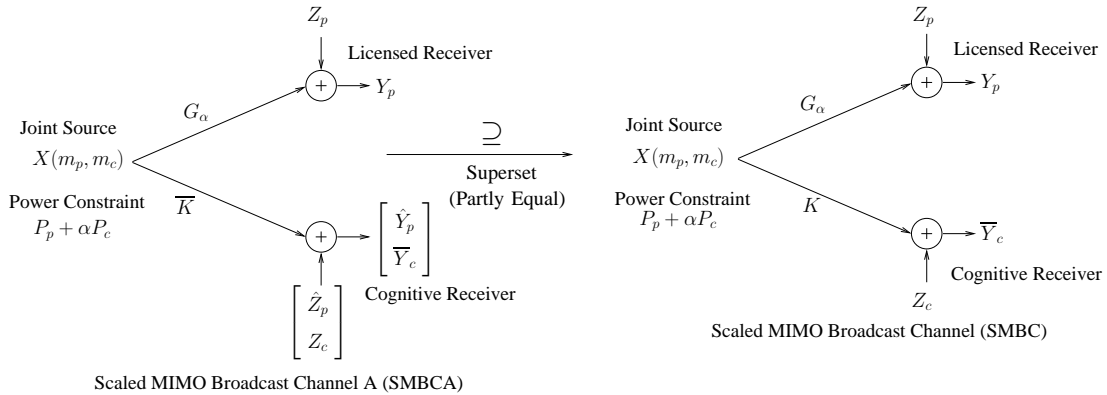 Z_p
Licensed Receiver
+
Y_p
G_α
Joint Source
X(m_p, m_c)
Power Constraint
P_p + αP_c
K̅
+
[Ŷ_p
Y̅_c]
Cognitive Receiver
[Ẑ_p
Z_c]
Scaled MIMO Broadcast Channel A (SMBCA)
⊇
Superset
(Partly Equal)
Z_p
Licensed Receiver
+
Y_p
G_α
Joint Source
X(m_p, m_c)
Power Constraint
P_p + αP_c
K
+
Y̅_c
Cognitive Receiver
Z_c
Scaled MIMO Broadcast Channel (SMBC)